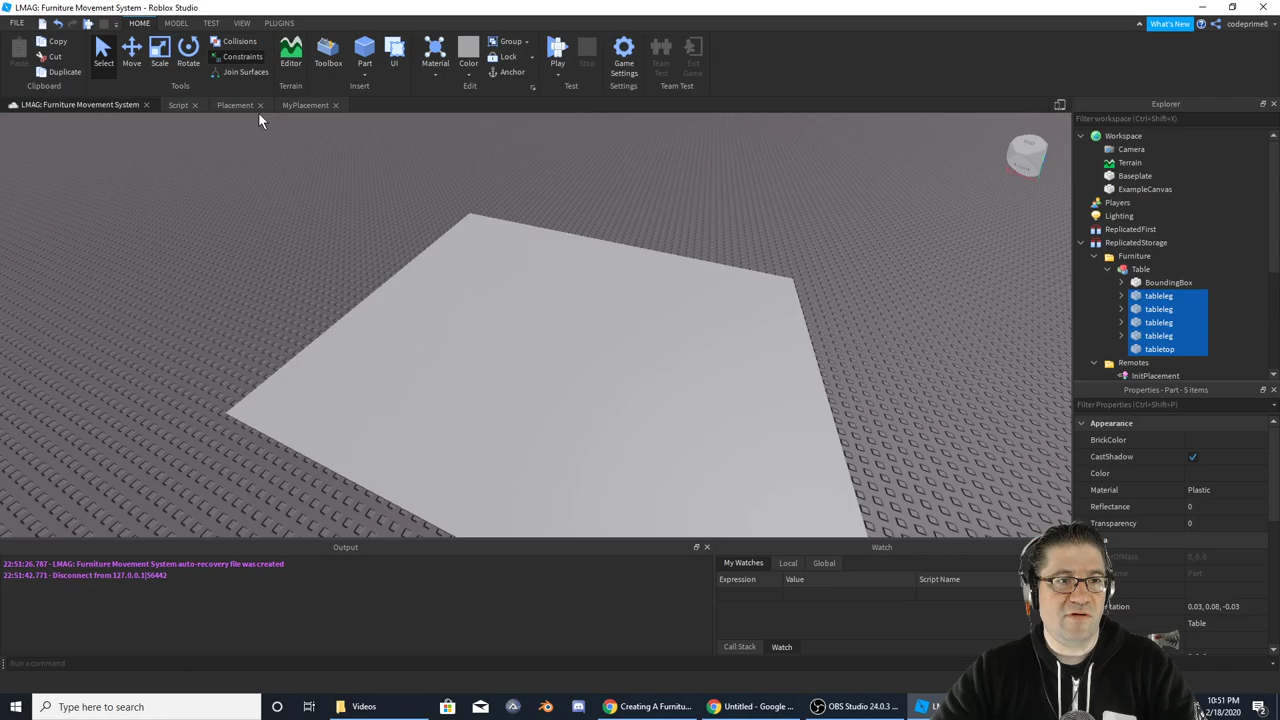 LMAG: Furniture Movement System - Roblox Studio
FILE
HOME
MODEL
TEST
VIEW
PLUGINS
What's New
codeprime8
Paste
Copy
Cut
Duplicate
Clipboard
Select
Move
Scale
Rotate
Collisions
Constraints
Join Surfaces
Tools
Editor
Terrain
Toolbox
Part
UI
Insert
Material
Color
Group
Lock
Anchor
Edit
Play
Stop
Test
Game Settings
Settings
Team Test
Exit Game
Team Test
LMAG: Furniture Movement System
Script
Placement
MyPlacement
Explorer
Filter workspace (Ctrl+Shift+X)
Workspace
Camera
Terrain
Baseplate
ExampleCanvas
Players
Lighting
ReplicatedFirst
ReplicatedStorage
Furniture
Table
BoundingBox
tableleg
tableleg
tableleg
tableleg
tabletop
Remotes
InitPlacement
Properties - Part - 5 items
Filter Properties (Ctrl+Shift+P)
Appearance
BrickColor
CastShadow
Color
Material Plastic
Reflectance 0
Transparency 0
0, 0, 0
Part
0.03, 0.08, -0.03
Table
Output
22:51:26.787 - LMAG: Furniture Movement System auto-recovery file was created
22:51:42.771 - Disconnect from 127.0.0.1|56442
Watch
My Watches
Local
Global
Expression
Value
Script Name
Call Stack
Watch
Run a command
Type here to search
Videos
Creating A Furnitu...
Untitled - Google ...
OBS Studio 24.0.3 ...
10:51 PM
2/18/2020